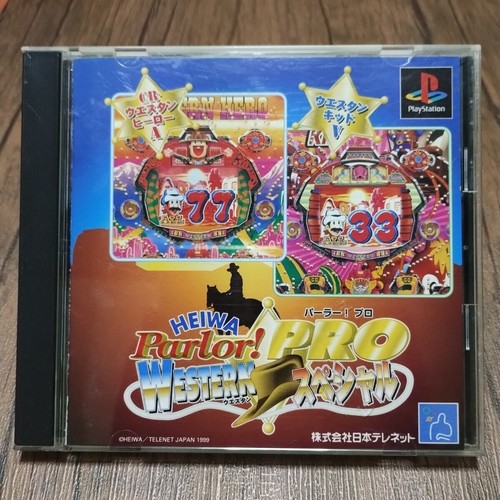 CR
ウエスタン
ヒーロー
A
ウエスタン
キッド
V
PlayStation
77
33
HEIWA
パーラー！プロ
Parlor! PRO
WESTERN スペシャル
ウエスタン
©HEIWA／TELENET JAPAN 1999
株式会社日本テレネット